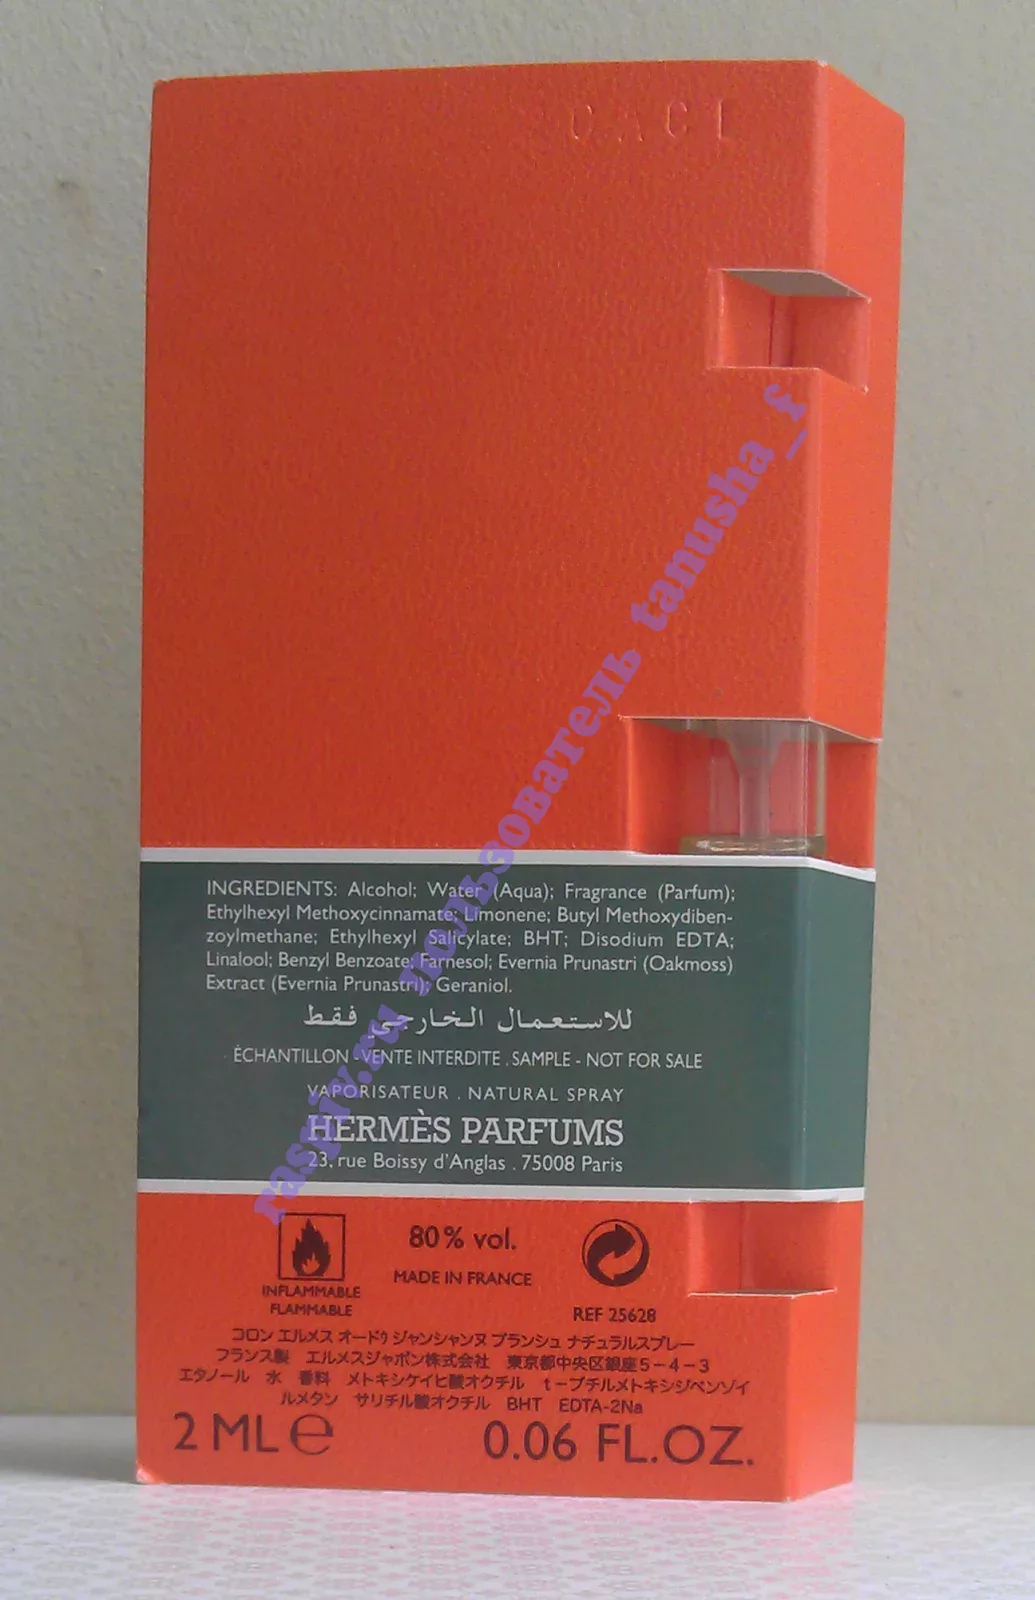 OACL
INGREDIENTS: Alcohol; Water (Aqua); Fragrance (Parfum);
Ethylhexyl Methoxycinnamate; Limonene; Butyl Methoxydiben-
zoylmethane; Ethylhexyl Salicylate; BHT; Disodium EDTA;
Linalool; Benzyl Benzoate; Farnesol; Evernia Prunastri (Oakmoss)
Extract (Evernia Prunastri); Geraniol.
للاستعمال الخارجي فقط
ÉCHANTILLON - VENTE INTERDITE . SAMPLE - NOT FOR SALE
VAPORISATEUR . NATURAL SPRAY
HERMÈS PARFUMS
23, rue Boissy d'Anglas . 75008 Paris
80% vol.
MADE IN FRANCE
INFLAMMABLE
FLAMMABLE
REF 25628
コロン エルメス オードゥ ジャンシャンヌ ブランシュ ナチュラルスプレー
フランス製 エルメスジャポン株式会社 東京都中央区銀座5-4-3
エタノール 水 香料 メトキシケイヒ酸オクチル t-ブチルメトキシジベンゾイ
ルメタン サリチル酸オクチル BHT EDTA-2Na
2 ML ℮ 0.06 FL.OZ.
raspiv.ru пользователь tanusha_f